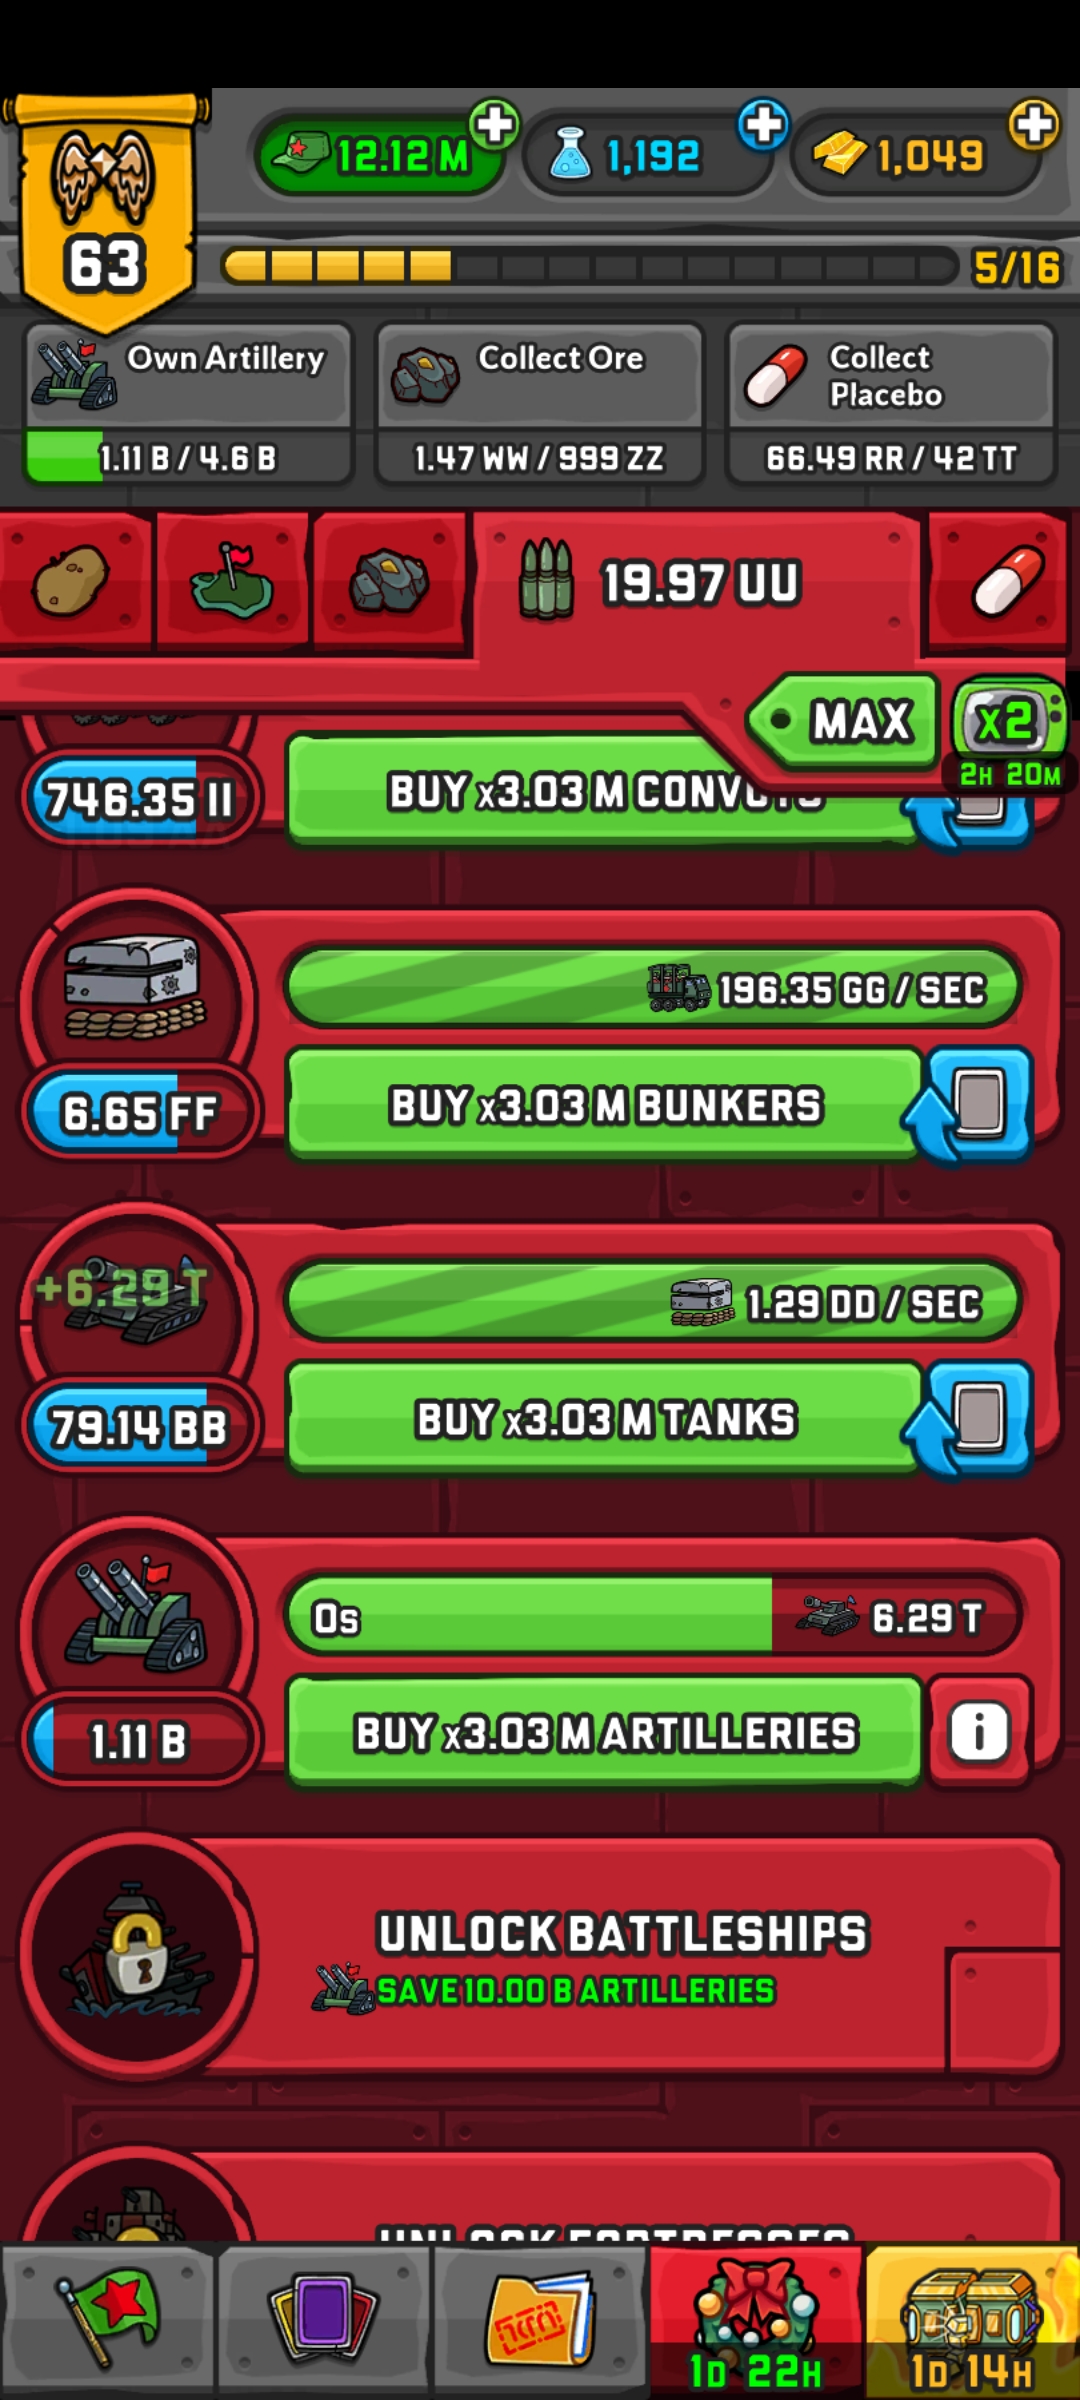 12.12 M
1,192
1,049
63
5/16
Own Artillery
Collect Ore
Collect
Placebo
1.11 B / 4.6 B
1.47 WW / 999 ZZ
66.49 RR / 42 TT
19.97 UU
MAX
x2
2H 20M
746.35 II
BUY x3.03 M CONVOYS
196.35 GG / SEC
6.65 FF
BUY x3.03 M BUNKERS
+6.29 T
1.29 DD / SEC
79.14 BB
BUY x3.03 M TANKS
0s
6.29 T
1.11 B
BUY x3.03 M ARTILLERIES
i
UNLOCK BATTLESHIPS
SAVE 10.00 B ARTILLERIES
UNLOCK FORTRESSES
1D 22H
1D 14H